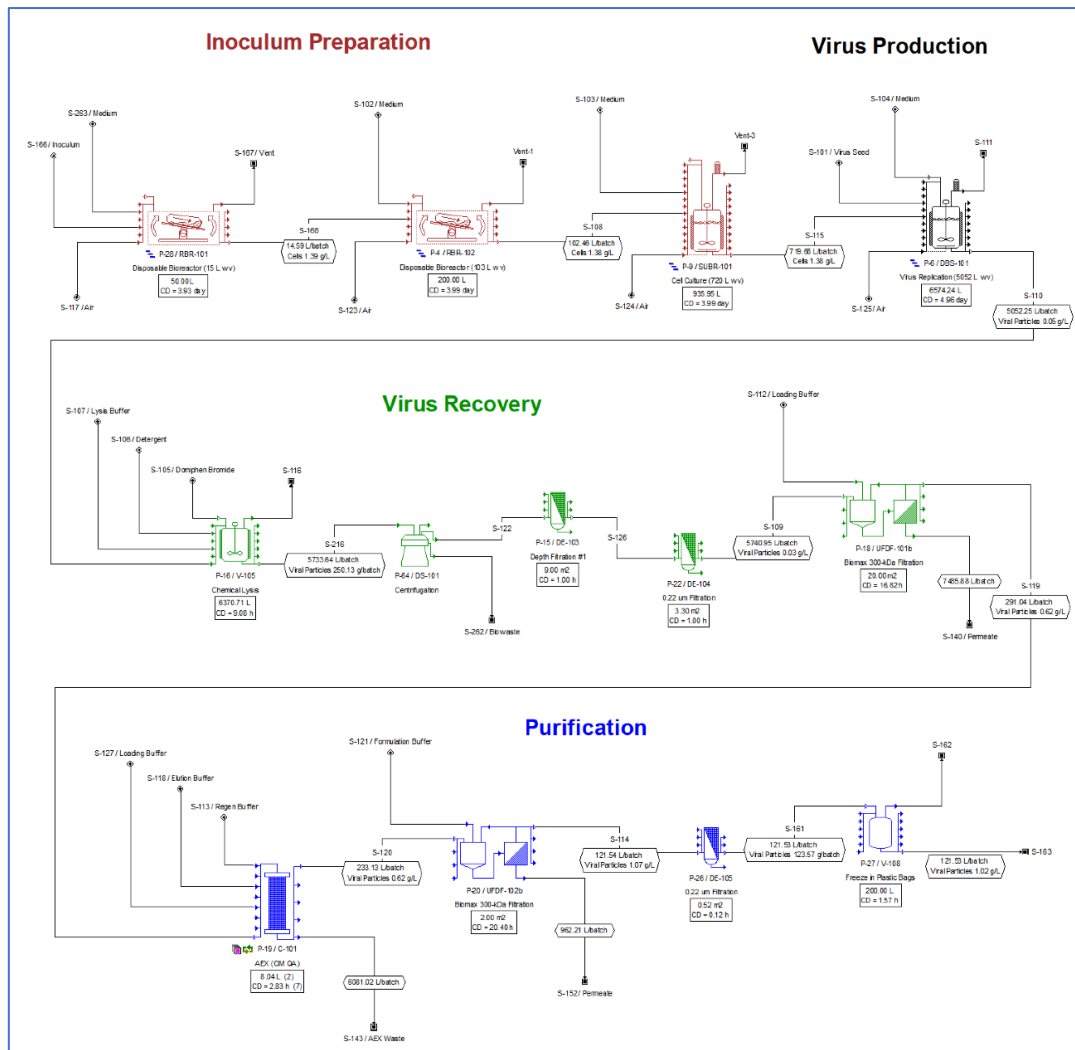 Inoculum Preparation
Virus Production
S-263 / Medium
S-166 / Inoculum
S-167 / Vent
S-117 / Air
P-28 / RBR-101
Disposable Bioreactor (15 L wv)
50.00 L
CD = 3.93 day
S-168
14.59 L/batch
Cells 1.39 g/L
S-102 / Medium
Vent-1
S-123 / Air
P-4 / RBR-102
Disposable Bioreactor (103 L wv)
200.00 L
CD = 3.99 day
S-108
102.46 L/batch
Cells 1.38 g/L
S-103 / Medium
Vent-3
S-124 / Air
P-9 / SUBR-101
Cell Culture (720 L wv)
935.95 L
CD = 3.99 day
S-115
719.66 L/batch
Cells 1.38 g/L
S-104 / Medium
S-101 / Virus Seed
S-111
S-125 / Air
P-6 / DBS-101
Virus Replication (5052 L wv)
6574.24 L
CD = 4.96 day
S-110
5052.25 L/batch
Viral Particles 0.05 g/L
Virus Recovery
S-107 / Lysis Buffer
S-106 / Detergent
S-105 / Domiphen Bromide
S-116
P-16 / V-105
Chemical Lysis
6370.71 L
CD = 9.08 h
S-216
5733.64 L/batch
Viral Particles 250.13 g/batch
P-64 / DS-101
Centrifugation
S-262 / Biowaste
S-122
P-15 / DE-103
Depth Filtration #1
9.00 m2
CD = 1.00 h
S-126
P-22 / DE-104
0.22 um Filtration
3.30 m2
CD = 1.00 h
S-109
5740.95 L/batch
Viral Particles 0.03 g/L
S-112 / Loading Buffer
P-18 / UFDF-101b
Biomax 300-kDa Filtration
20.00 m2
CD = 16.62 h
7485.88 L/batch
S-140 / Permeate
S-119
291.04 L/batch
Viral Particles 0.62 g/L
Purification
S-127 / Loading Buffer
S-118 / Elution Buffer
S-113 / Regen Buffer
P-19 / C-101
AEX (CIM QA)
8.04 L (2)
CD = 2.83 h (7)
6081.02 L/batch
S-143 / AEX Waste
S-120
233.13 L/batch
Viral Particles 0.62 g/L
S-121 / Formulation Buffer
P-20 / UFDF-102b
Biomax 300-kDa Filtration
2.00 m2
CD = 20.40 h
962.21 L/batch
S-152 / Permeate
S-114
121.54 L/batch
Viral Particles 1.07 g/L
P-26 / DE-105
0.22 um Filtration
0.52 m2
CD = 0.12 h
S-161
121.53 L/batch
Viral Particles 123.57 g/batch
S-162
P-27 / V-108
Freeze in Plastic Bags
200.00 L
CD = 1.57 h
121.53 L/batch
Viral Particles 1.02 g/L
S-163